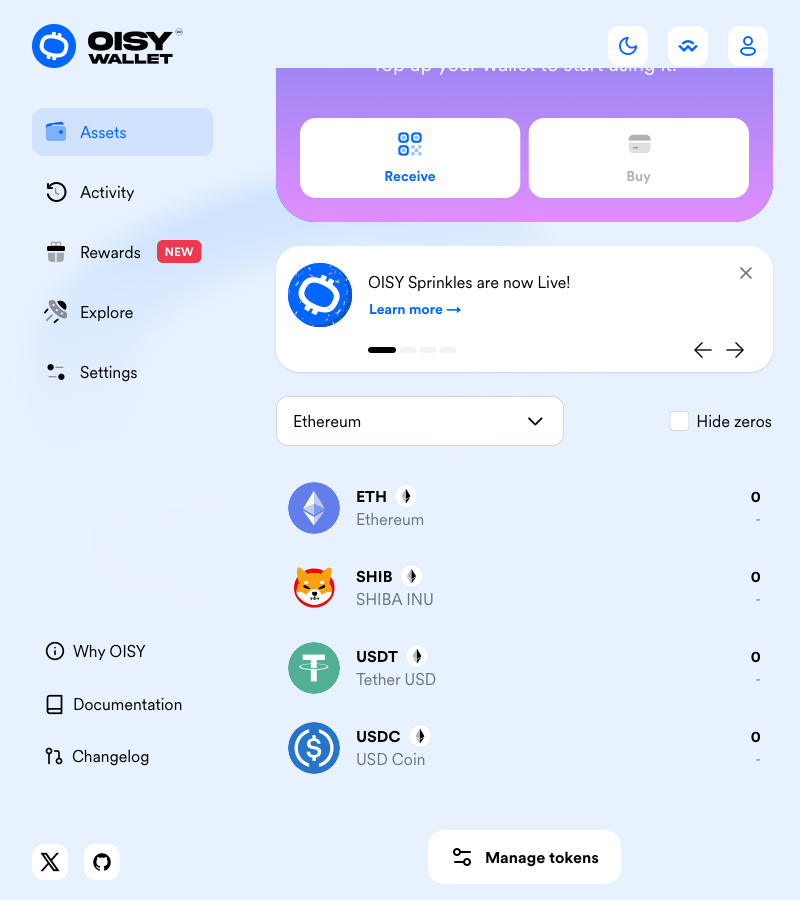 OISY
WALLET
Top up your wallet to start using it!
Assets
Activity
Rewards NEW
Explore
Settings
Receive
Buy
OISY Sprinkles are now Live!
Learn more →
Ethereum
Hide zeros
ETH
0
Ethereum
-
SHIB
0
SHIBA INU
-
USDT
0
Tether USD
-
USDC
0
USD Coin
-
Why OISY
Documentation
Changelog
Manage tokens